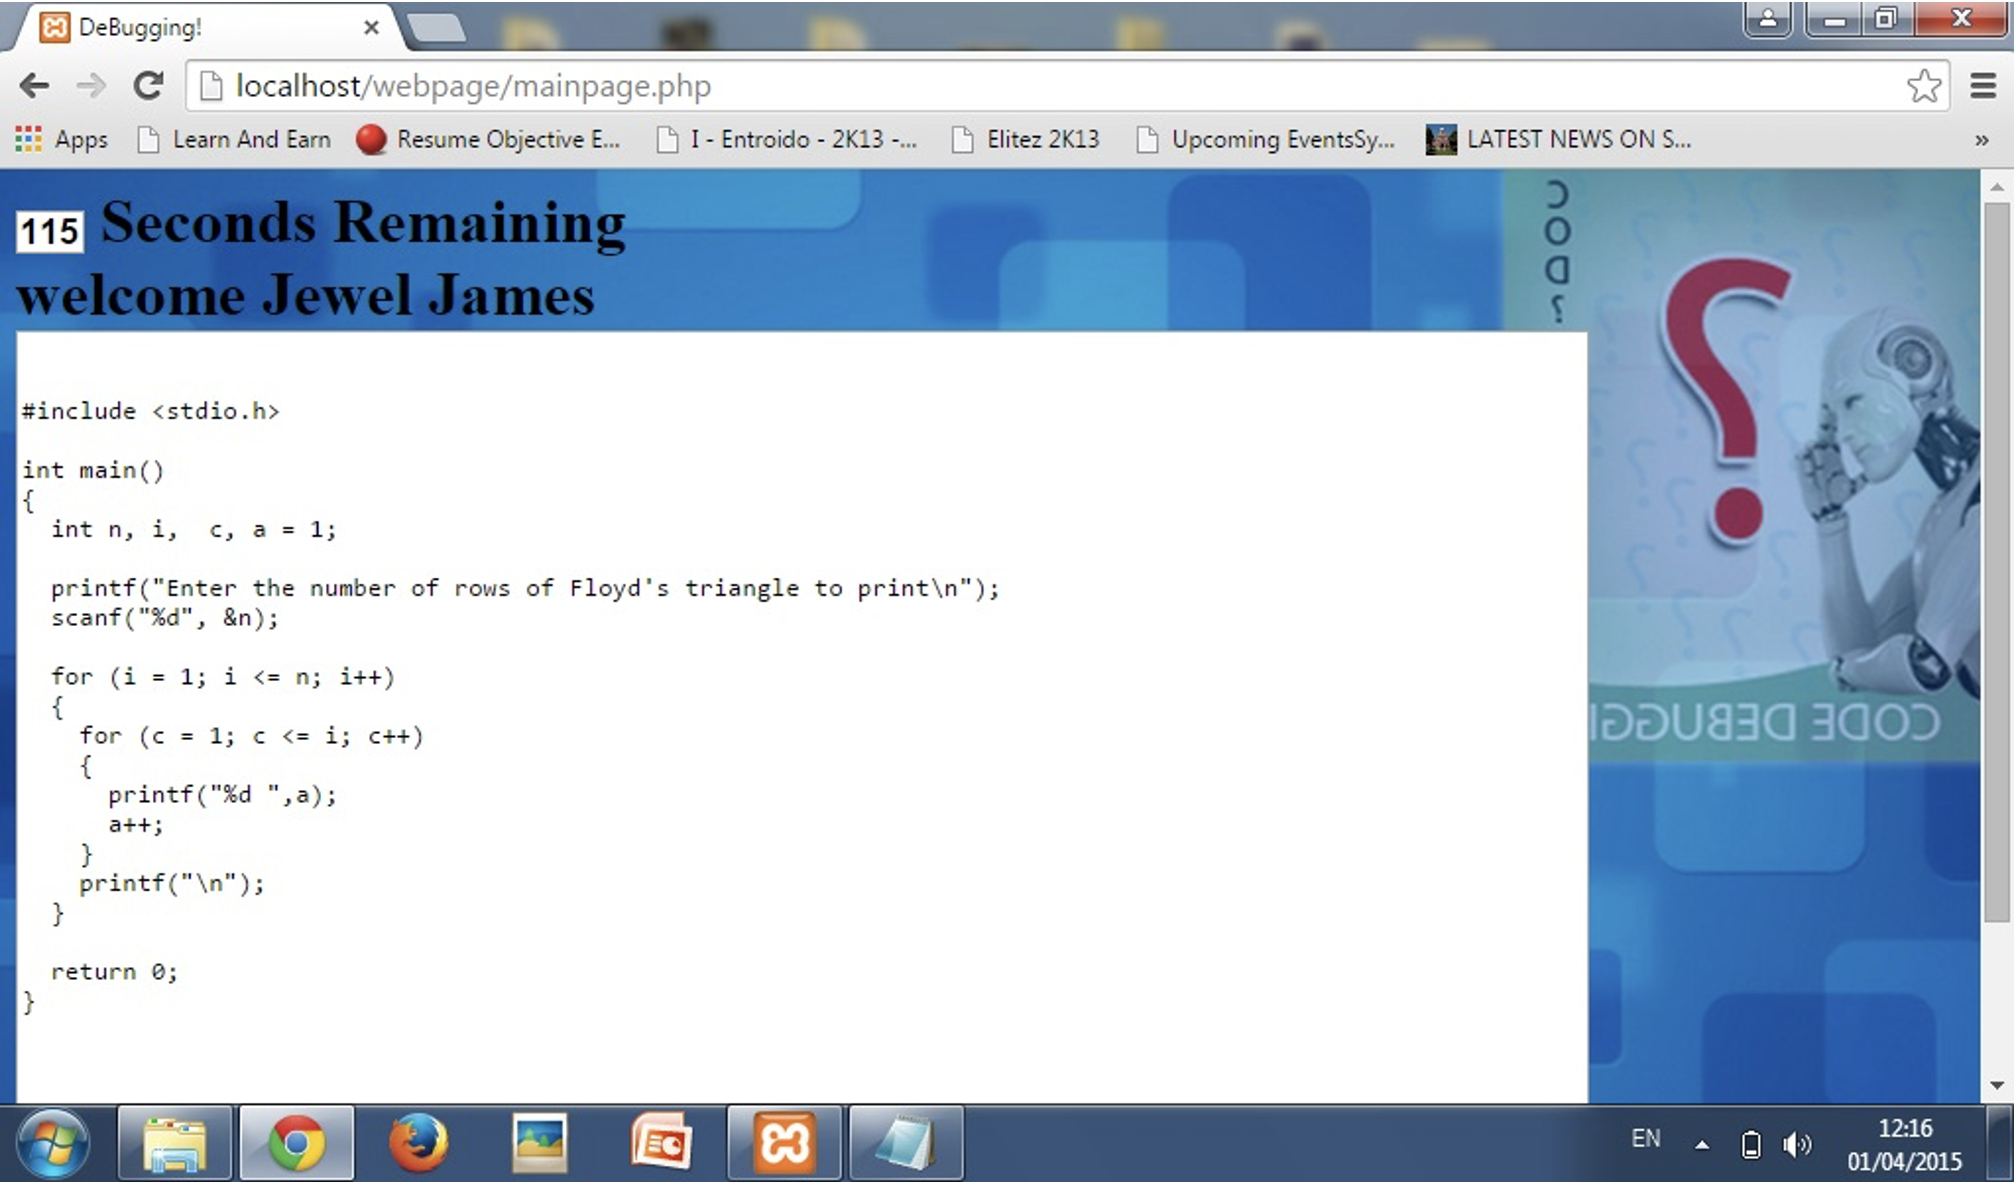 DeBugging!
localhost/webpage/mainpage.php
Apps Learn And Earn Resume Objective E... I - Entroido - 2K13 -... Elitez 2K13 Upcoming EventsSy... LATEST NEWS ON S... »
115 Seconds Remaining
welcome Jewel James
COD?
#include <stdio.h>
int main()
{
int n, i,  c, a = 1;
printf("Enter the number of rows of Floyd's triangle to print\n");
scanf("%d", &n);
for (i = 1; i <= n; i++)
{
for (c = 1; c <= i; c++)
{
printf("%d ",a);
a++;
}
printf("\n");
}
return 0;
}
?
CODE DEBUGGI
EN
12:16
01/04/2015